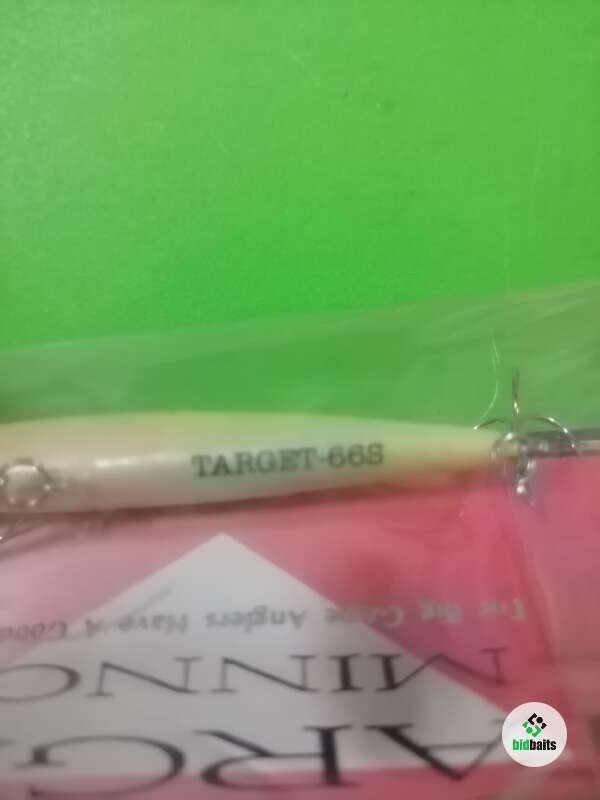 TARGET-66S
For Big Game Anglers Have A Good
MINNO
ARG
bidbaits